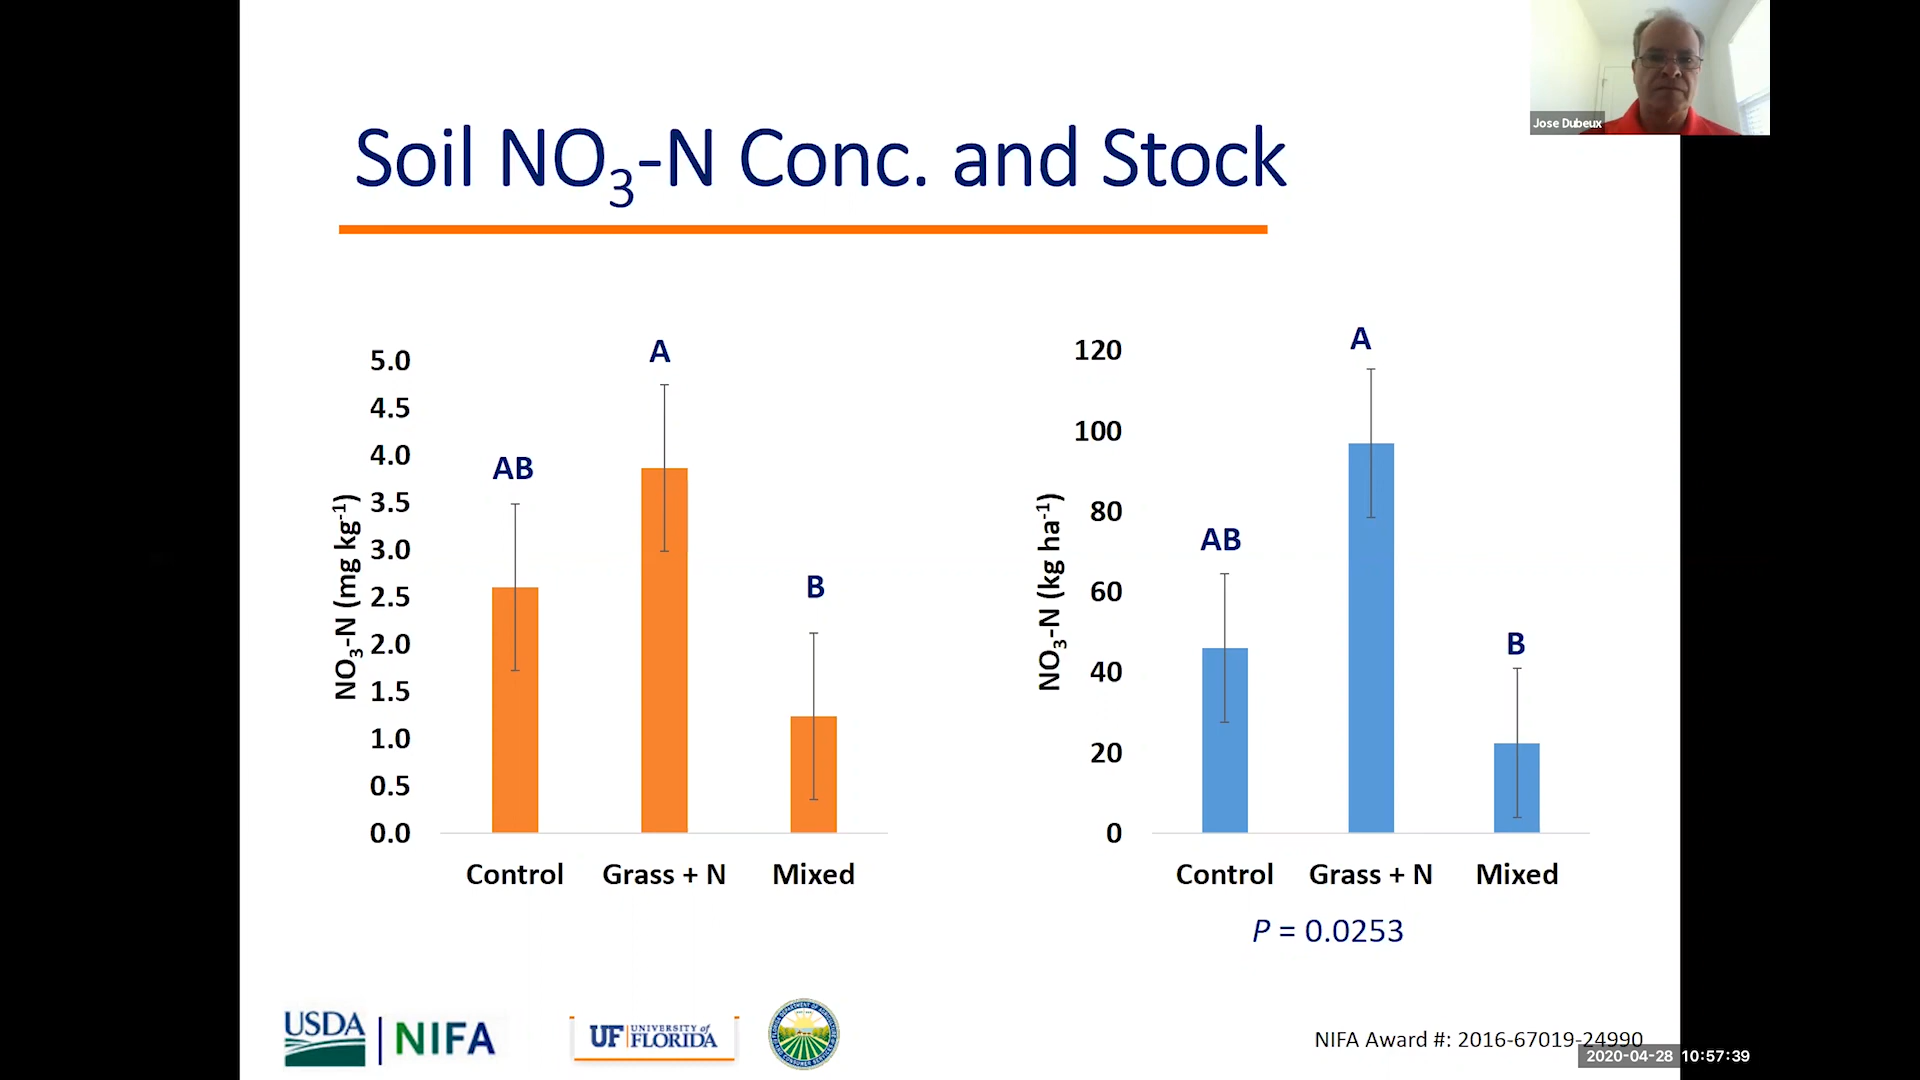 Jose Dubeux
Soil NO₃-N Conc. and Stock
NO₃-N (mg kg⁻¹)
5.0
4.5
4.0
3.5
3.0
2.5
2.0
1.5
1.0
0.5
0.0
AB
A
B
Control Grass + N Mixed
NO₃-N (kg ha⁻¹)
120
100
80
60
40
20
0
AB
A
B
Control Grass + N Mixed
P = 0.0253
USDA NIFA
UF UNIVERSITY of FLORIDA
NIFA Award #: 2016-67019-24990
2020-04-28 10:57:39